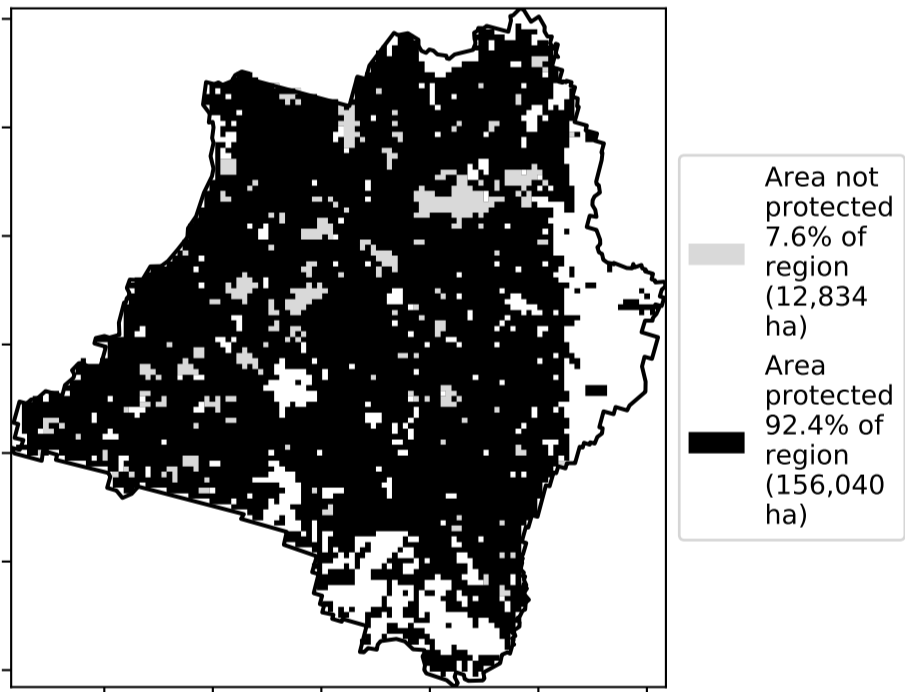 Area not
protected
7.6% of
region
(12,834
ha)
Area
protected
92.4% of
region
(156,040
ha)